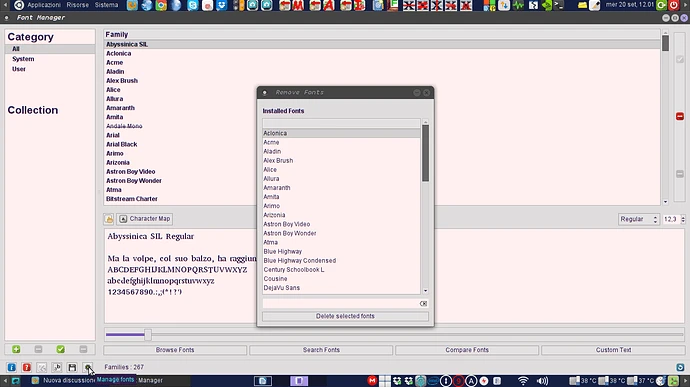 Applicazioni Risorse Sistema
mer 20 set, 12.01
Font Manager
Category
All
System
User
Collection
Family
Abyssinica SIL
Aclonica
Acme
Aladin
Alex Brush
Alice
Allura
Amaranth
Amita
Andale Mono
Arial
Arial Black
Arimo
Arizonia
Astron Boy Video
Astron Boy Wonder
Atma
Bitstream Charter
Remove Fonts
Installed Fonts
Aclonica
Acme
Aladin
Alex Brush
Alice
Allura
Amaranth
Amita
Arimo
Arizonia
Astron Boy Video
Astron Boy Wonder
Atma
Blue Highway
Blue Highway Condensed
Century Schoolbook L
Cousine
DejaVu Sans
Delete selected fonts
Character Map
Regular
12.3
Abyssinica SIL Regular
Ma la volpe, col suo balzo, ha raggiun
ABCDEFGHIJKLMNOPQRSTUVWXYZ
abcdefghijklmnopqrstuvwxyz
1234567890.:,;(*!?')
Browse Fonts
Search Fonts
Compare Fonts
Custom Text
Families : 267
Nuova discussione
Manage fonts
Manager
38 °C
38 °C
37 °C